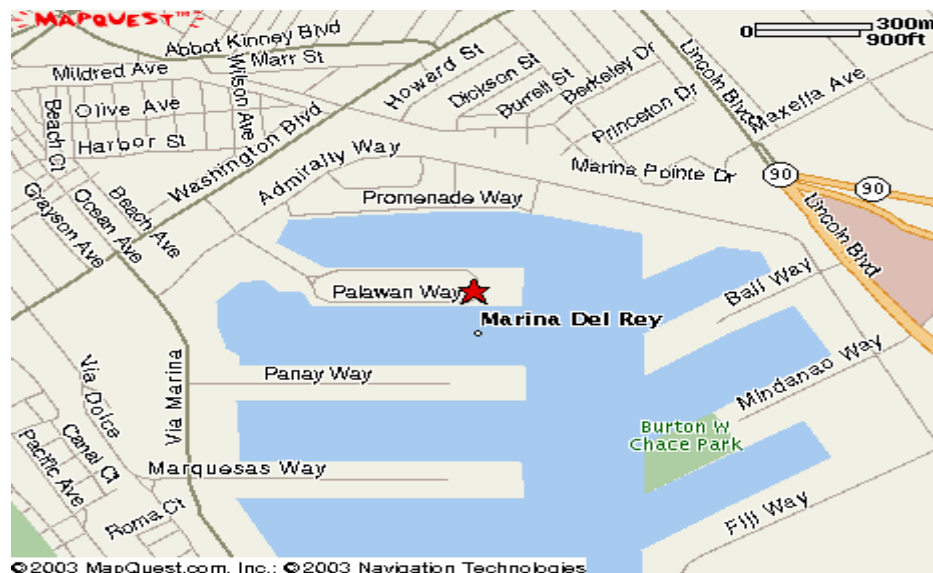 MAPQUEST™
0 300m
900ft
Abbot Kinney Blvd
Marr St
Mildred Ave
Wilson Ave
Howard St
Dickson St
Burrell St
Berkeley Dr
Lincoln Blvd
Maxella Ave
Beach Ct
Olive Ave
Harbor St
Washington Blvd
Princeton Dr
Admiralty Way
Marina Pointe Dr
90
90
Grayson Ave
Ocean Ave
Beach Ave
Promenade Way
Lincoln Blvd
Palawan Way
Bali Way
Marina Del Rey
Via Dolce
Via Marina
Panay Way
Mindanao Way
Burton W
Chace Park
Canal Ct
Pacific Ave
Marquesas Way
Roma Ct
Fiji Way
©2003 MapQuest.com, Inc.; ©2003 Navigation Technologies